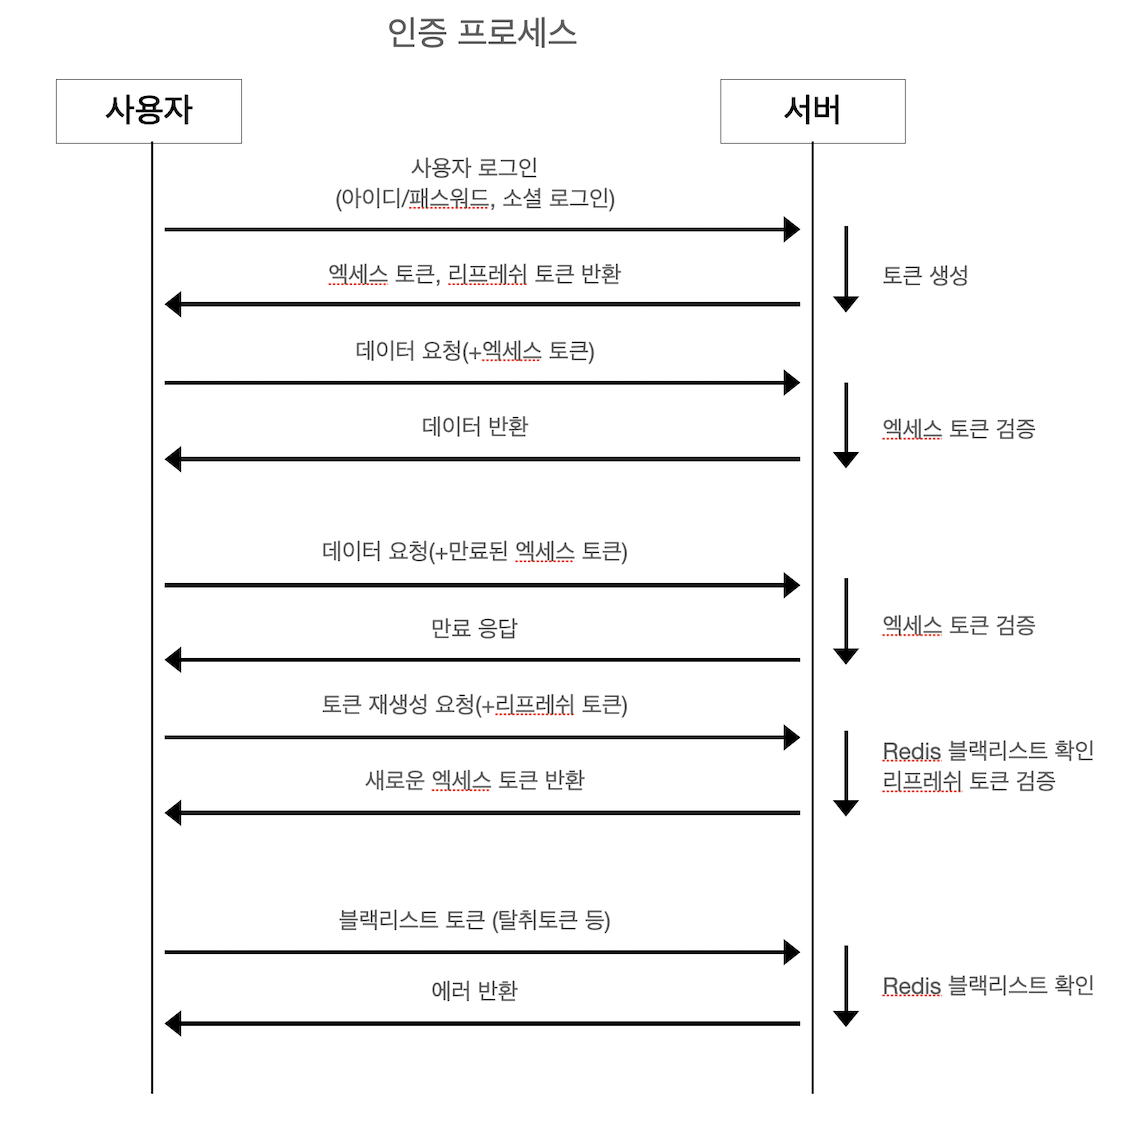 인증 프로세스
사용자
서버
사용자 로그인
(아이디/패스워드, 소셜 로그인)
토큰 생성
엑세스 토큰, 리프레쉬 토큰 반환
데이터 요청(+엑세스 토큰)
엑세스 토큰 검증
데이터 반환
데이터 요청(+만료된 엑세스 토큰)
엑세스 토큰 검증
만료 응답
토큰 재생성 요청(+리프레쉬 토큰)
Redis 블랙리스트 확인
리프레쉬 토큰 검증
새로운 엑세스 토큰 반환
블랙리스트 토큰 (탈취토큰 등)
Redis 블랙리스트 확인
에러 반환